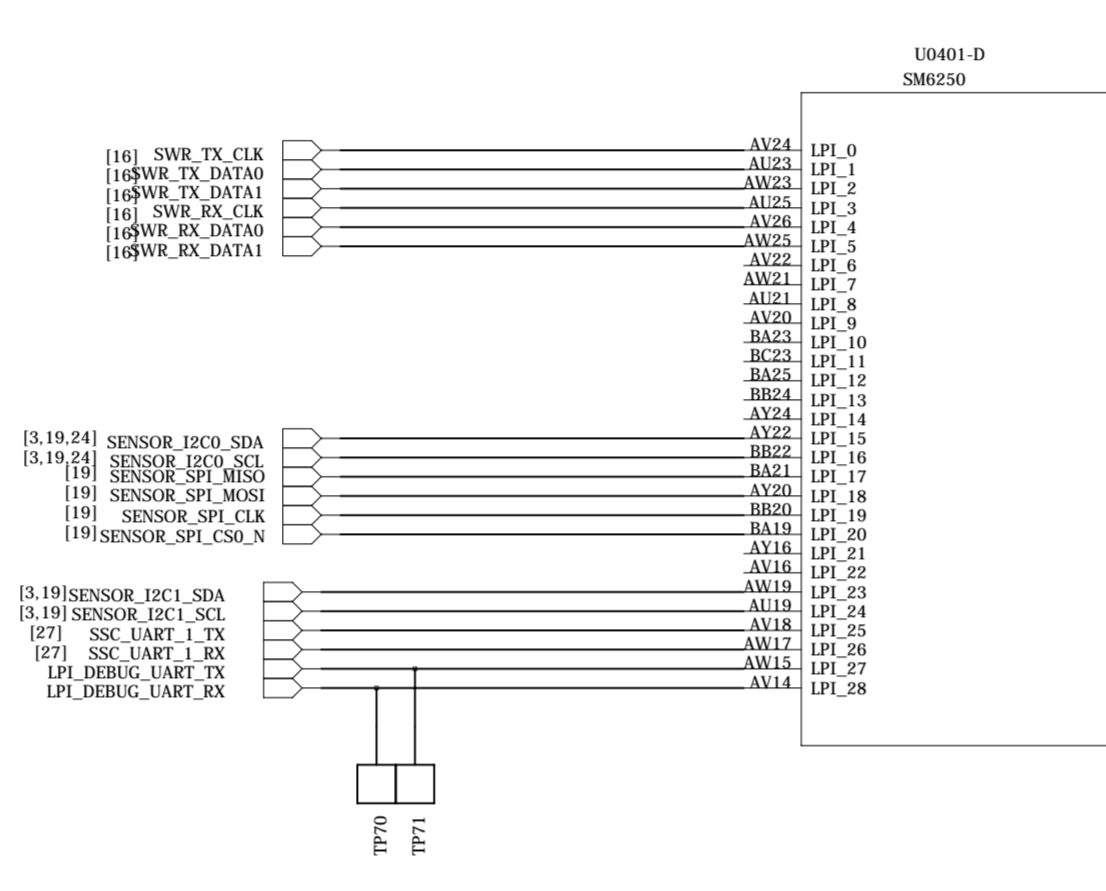 U0401-D
SM6250
[16] SWR_TX_CLK AV24 LPI_0
[16] SWR_TX_DATA0 AU23 LPI_1
[16] SWR_TX_DATA1 AW23 LPI_2
[16] SWR_RX_CLK AU25 LPI_3
[16] SWR_RX_DATA0 AV26 LPI_4
[16] SWR_RX_DATA1 AW25 LPI_5
AV22 LPI_6
AW21 LPI_7
AU21 LPI_8
AV20 LPI_9
BA23 LPI_10
BC23 LPI_11
BA25 LPI_12
BB24 LPI_13
AY24 LPI_14
[3,19,24] SENSOR_I2C0_SDA AY22 LPI_15
[3,19,24] SENSOR_I2C0_SCL BB22 LPI_16
[19] SENSOR_SPI_MISO BA21 LPI_17
[19] SENSOR_SPI_MOSI AY20 LPI_18
[19] SENSOR_SPI_CLK BB20 LPI_19
[19] SENSOR_SPI_CS0_N BA19 LPI_20
AY16 LPI_21
AV16 LPI_22
[3,19] SENSOR_I2C1_SDA AW19 LPI_23
[3,19] SENSOR_I2C1_SCL AU19 LPI_24
[27] SSC_UART_1_TX AV18 LPI_25
[27] SSC_UART_1_RX AW17 LPI_26
LPI_DEBUG_UART_TX AW15 LPI_27
LPI_DEBUG_UART_RX AV14 LPI_28
TP70
TP71